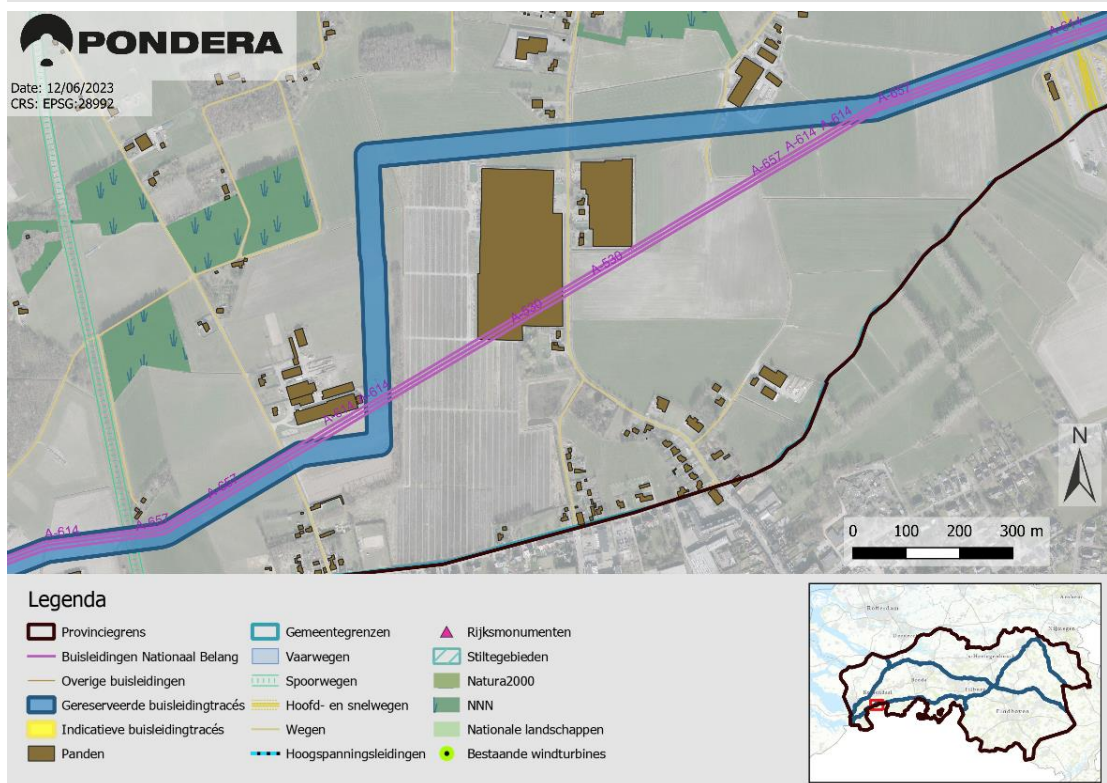 PONDERA
Date: 12/06/2023
CRS: EPSG:28992
A-614
A-657
A-614
A-614
A-657
A-530
A-530
A-614
A-657
A-657
A-614
N
0 100 200 300 m
Legenda
Provinciegrens
Buisleidingen Nationaal Belang
Overige buisleidingen
Gereserveerde buisleidingtracés
Indicatieve buisleidingtracés
Panden
Gemeentegrenzen
Vaarwegen
Spoorwegen
Hoofd- en snelwegen
Wegen
Hoogspanningsleidingen
Rijksmonumenten
Stiltegebieden
Natura2000
NNN
Nationale landschappen
Bestaande windturbines
Rotterdam
Arnhem
Nijmegen
Breda
Tilburg
Eindhoven